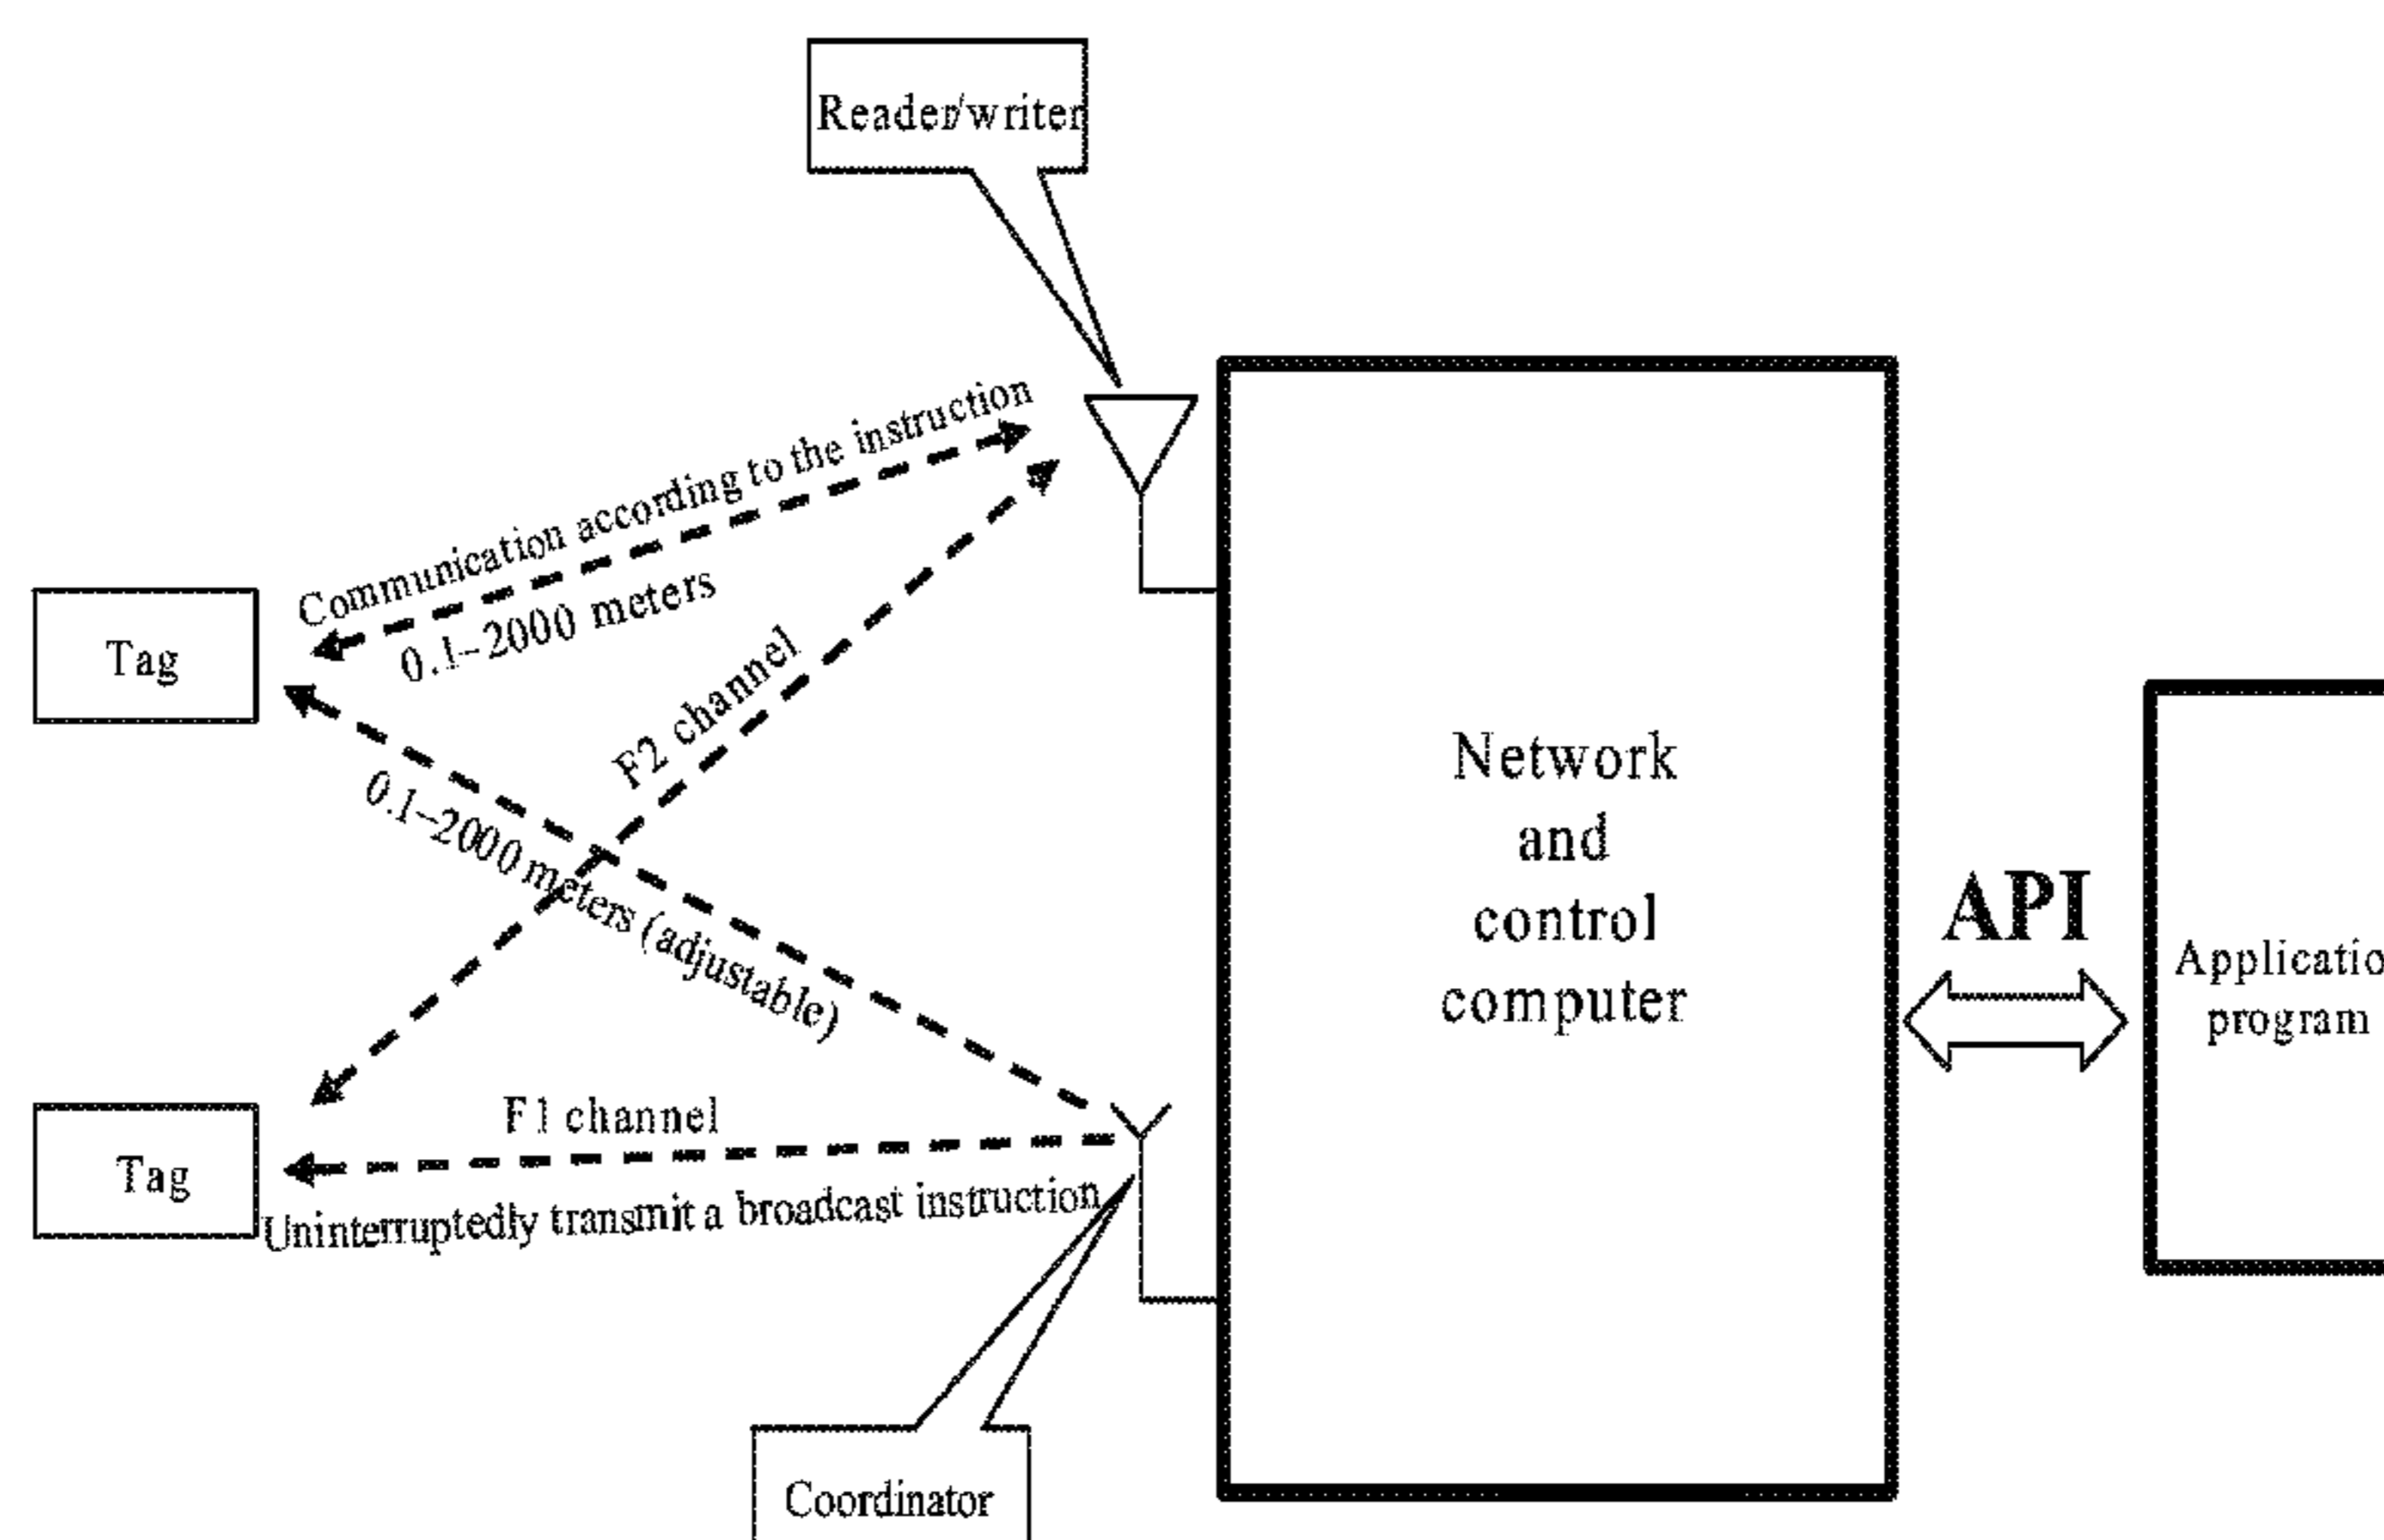 Reader/writer
Communication according to the instruction
0.1–2000 meters
Tag
F2 channel
0.1–2000 meters (adjustable)
Network
and
control
computer
API
Applicatio
program
F1 channel
Tag
Uninterruptedly transmit a broadcast instruction
Coordinator